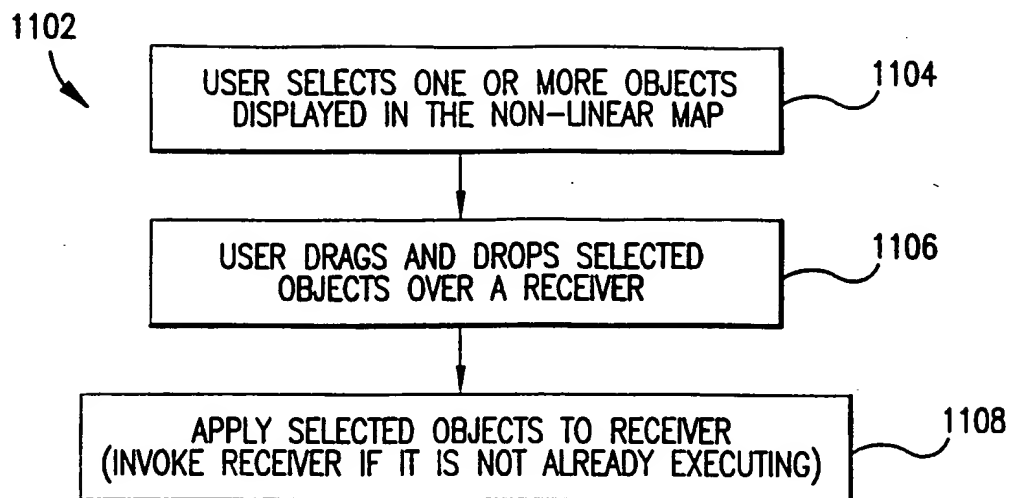 1102
USER SELECTS ONE OR MORE OBJECTS
DISPLAYED IN THE NON-LINEAR MAP
1104
USER DRAGS AND DROPS SELECTED
OBJECTS OVER A RECEIVER
1106
APPLY SELECTED OBJECTS TO RECEIVER
(INVOKE RECEIVER IF IT IS NOT ALREADY EXECUTING)
1108